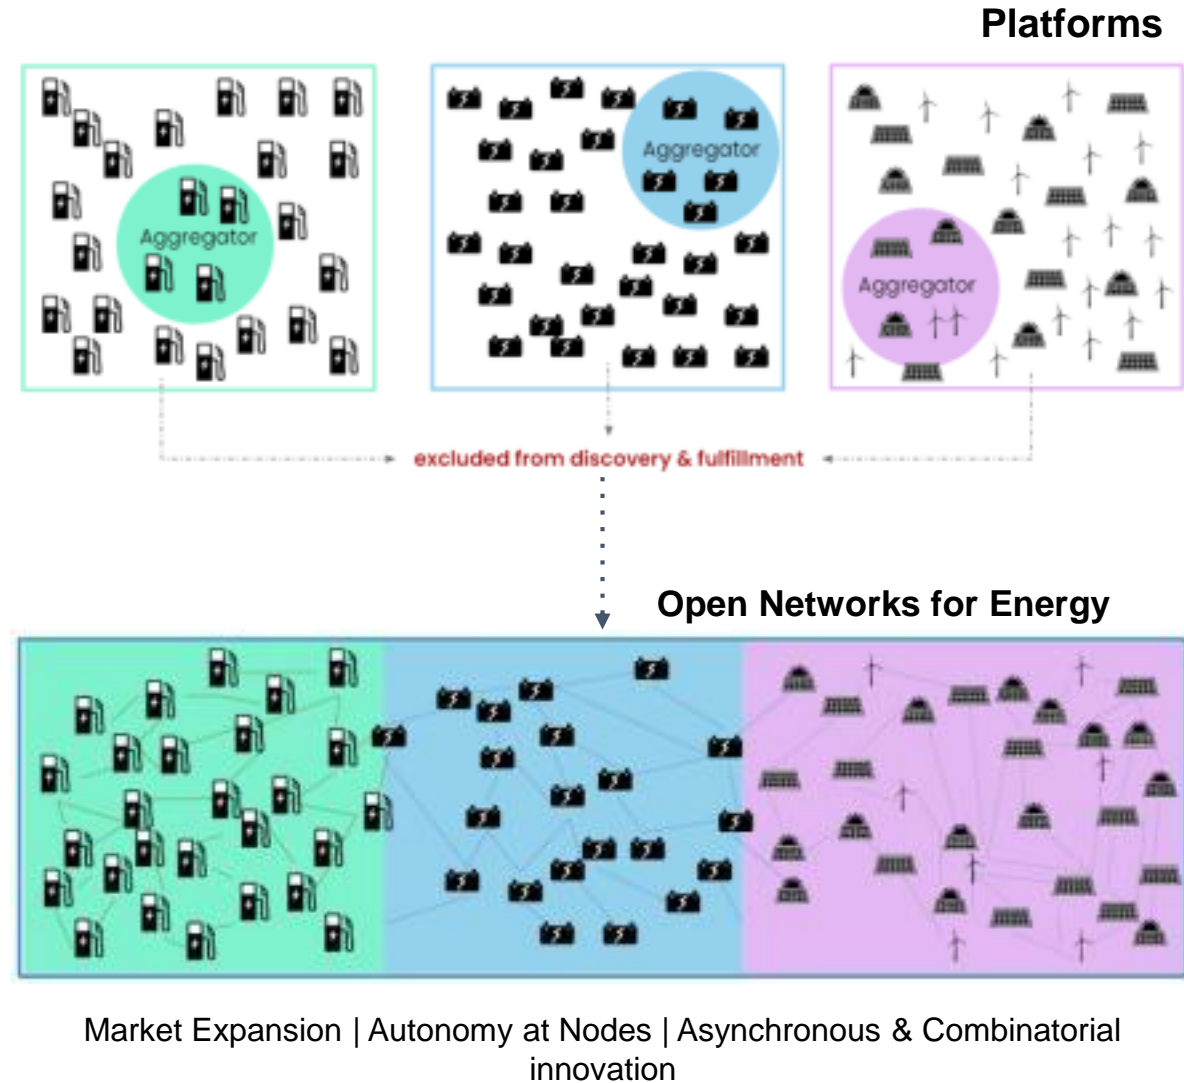 Platforms
Aggregator
Aggregator
Aggregator
excluded from discovery & fulfillment
Open Networks for Energy
Market Expansion | Autonomy at Nodes | Asynchronous & Combinatorial
innovation